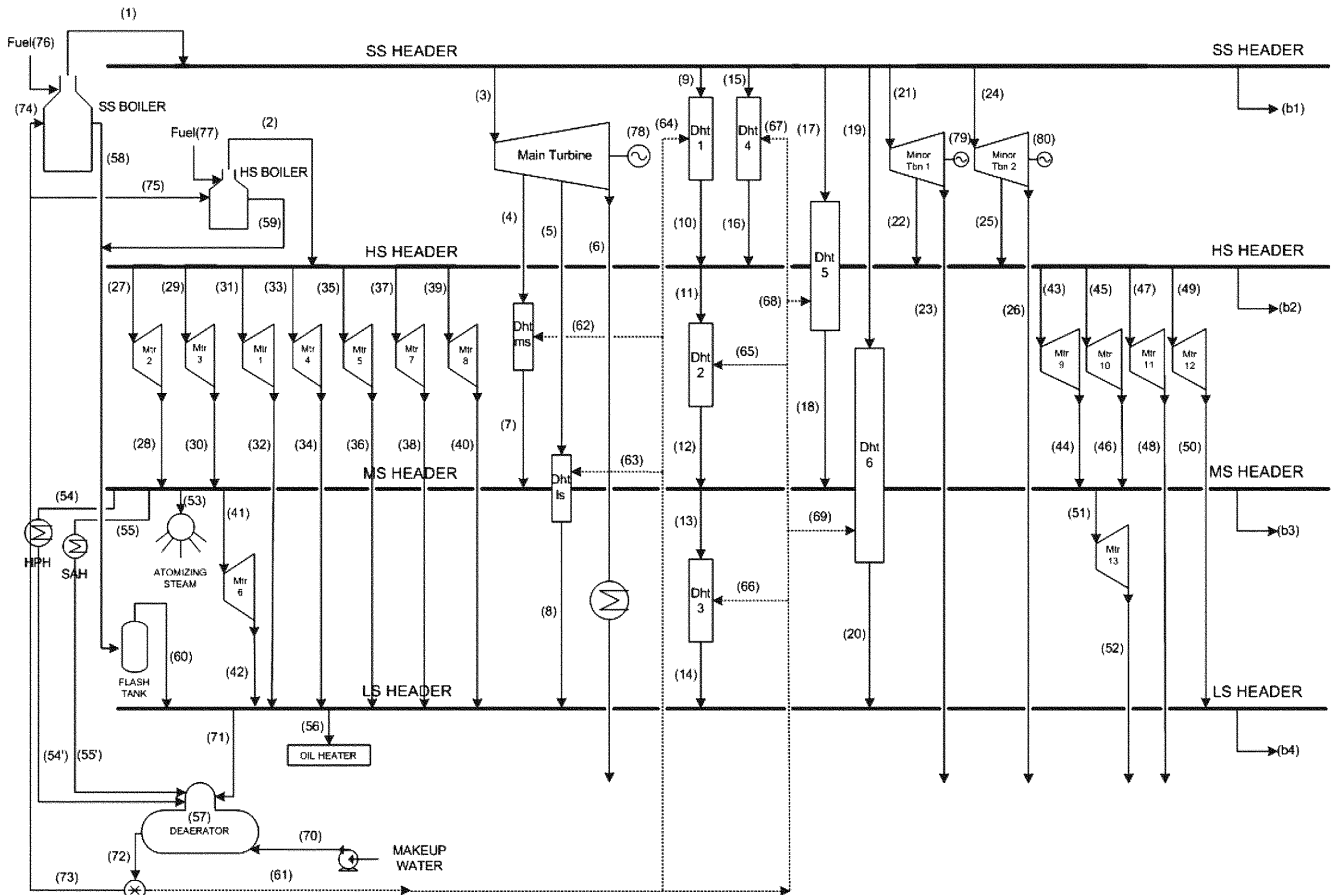 (1)
Fuel(76)
SS HEADER
SS HEADER
(74)
SS BOILER
(3)
(9)
(15)
(21)
(24)
(b1)
Fuel(77)
(2)
(58)
(64)
Dht
1
Dht
4
(67)
(17)
(19)
(78)
(79)
(80)
Main Turbine
Minor
Tbn 1
Minor
Tbn 2
HS BOILER
(75)
(59)
(4)
(5)
(6)
(10)
(16)
(22)
(25)
HS HEADER
HS HEADER
Dht
5
(27)
(29)
(31)
(33)
(35)
(37)
(39)
(11)
(68)
(23)
(26)
(43)
(45)
(47)
(49)
(b2)
Mtr
2
Mtr
3
Mtr
1
Mtr
4
Mtr
5
Mtr
7
Mtr
8
Dht
ms
(62)
Dht
2
(65)
Mtr
9
Mtr
10
Mtr
11
Mtr
12
(28)
(30)
(32)
(34)
(36)
(38)
(40)
(7)
(12)
(18)
Dht
6
(44)
(46)
(48)
(50)
MS HEADER
MS HEADER
(54)
(55)
(53)
(41)
Dht
ls
(63)
(13)
(69)
(51)
(b3)
HPH
SAH
ATOMIZING
STEAM
Mtr
6
Mtr
13
Dht
3
(66)
(8)
(20)
(52)
FLASH
TANK
(60)
(42)
(14)
LS HEADER
LS HEADER
(54')
(55')
(71)
(56)
OIL HEATER
(b4)
(57)
DEAERATOR
(70)
MAKEUP
WATER
(72)
(73)
(61)